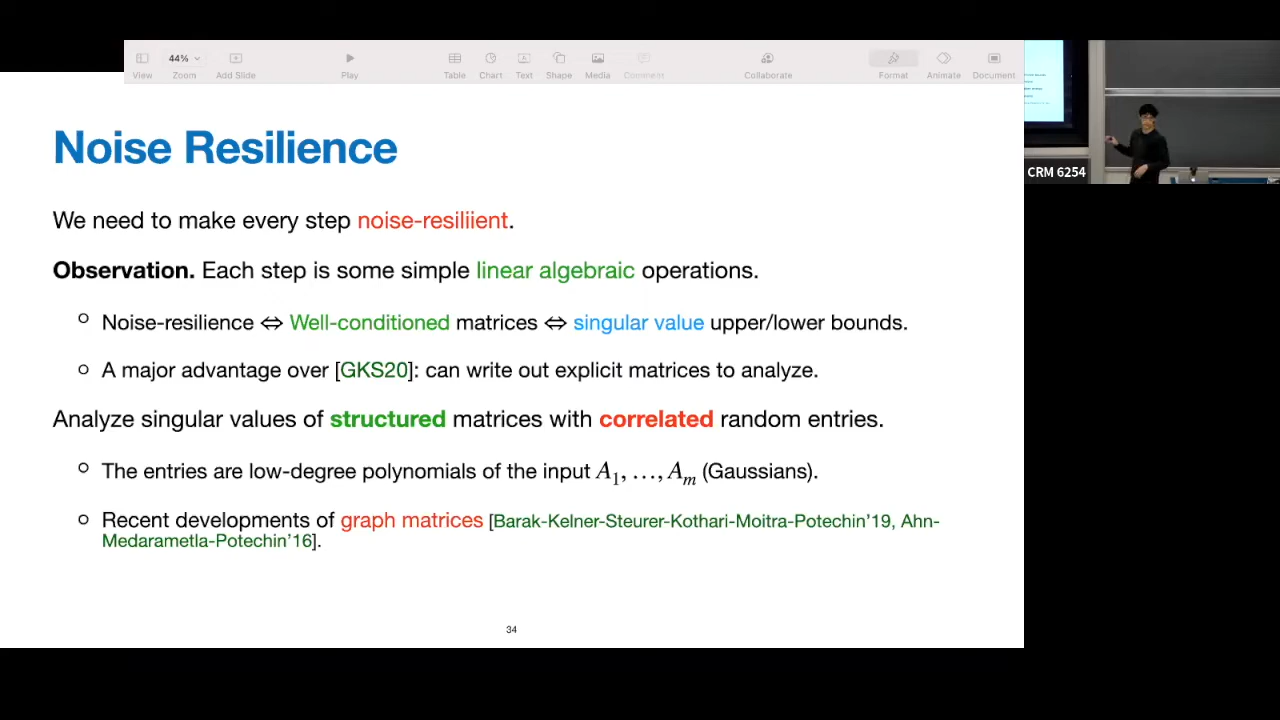 44%
View
Zoom
Add Slide
Play
Table
Chart
Text
Shape
Media
Comment
Collaborate
Format
Animate
Document
CRM 6254
Noise Resilience
We need to make every step noise-resiliient.
Observation. Each step is some simple linear algebraic operations.
Noise-resilience ⇔ Well-conditioned matrices ⇔ singular value upper/lower bounds.
A major advantage over [GKS20]: can write out explicit matrices to analyze.
Analyze singular values of structured matrices with correlated random entries.
The entries are low-degree polynomials of the input A₁, …, Aₘ (Gaussians).
Recent developments of graph matrices [Barak-Kelner-Steurer-Kothari-Moitra-Potechin’19, Ahn-
Medarametla-Potechin’16].
34